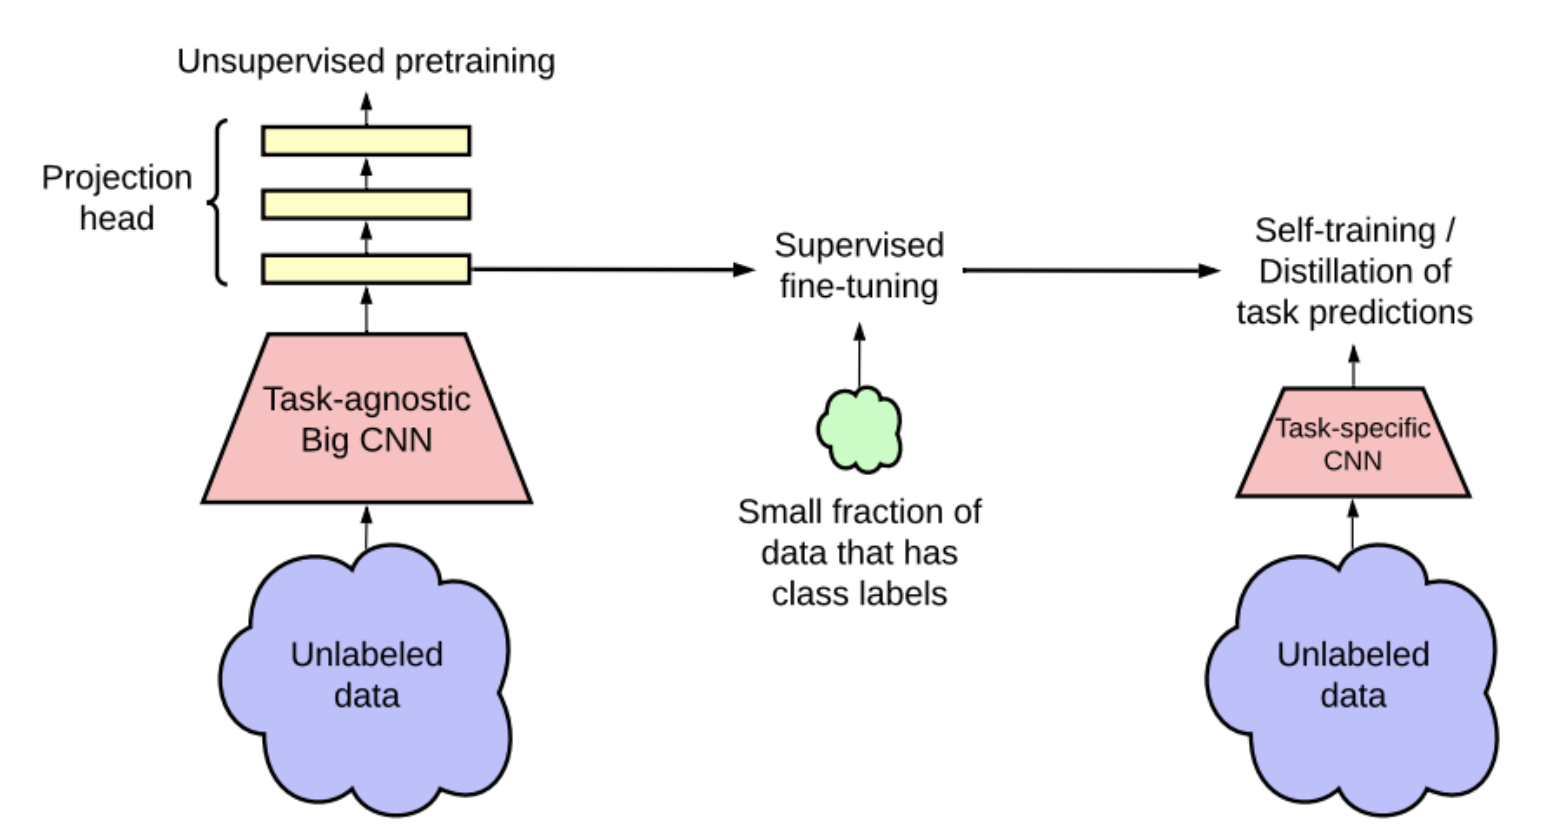 Unsupervised pretraining
Projection
head
Task-agnostic
Big CNN
Unlabeled
data
Supervised
fine-tuning
Small fraction of
data that has
class labels
Self-training /
Distillation of
task predictions
Task-specific
CNN
Unlabeled
data